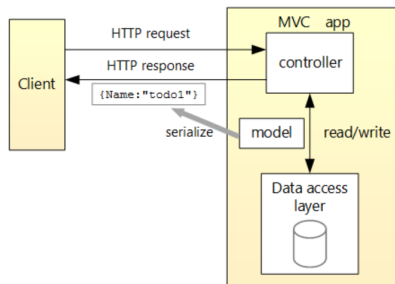 MVC app
HTTP request
controller
HTTP response
Client
{Name:"todo1"}
serialize
model
read/write
Data access
layer